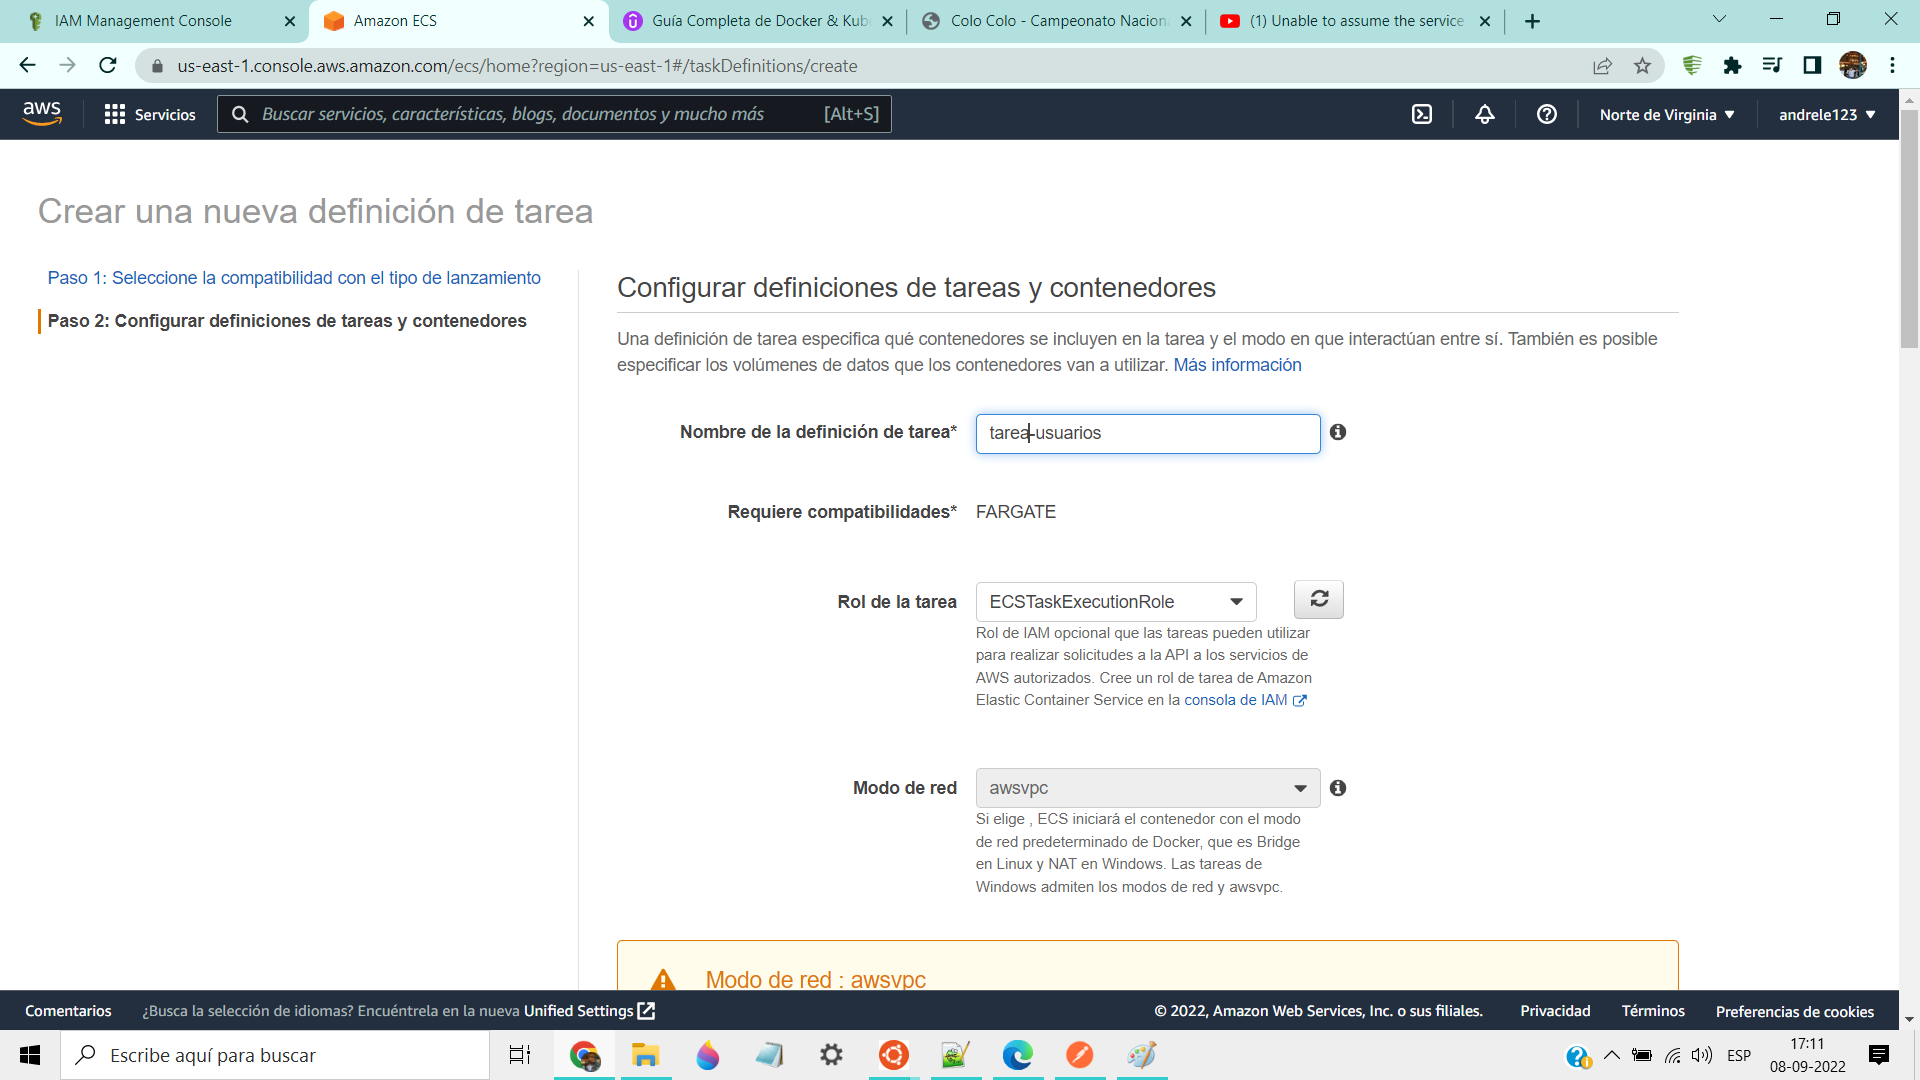 IAM Management Console
Amazon ECS
Guía Completa de Docker & Kub
Colo Colo - Campeonato Nacion
(1) Unable to assume the service
us-east-1.console.aws.amazon.com/ecs/home?region=us-east-1#/taskDefinitions/create
aws
Servicios
Buscar servicios, características, blogs, documentos y mucho más
[Alt+S]
Norte de Virginia
andrele123
Crear una nueva definición de tarea
Paso 1: Seleccione la compatibilidad con el tipo de lanzamiento
Paso 2: Configurar definiciones de tareas y contenedores
Configurar definiciones de tareas y contenedores
Una definición de tarea especifica qué contenedores se incluyen en la tarea y el modo en que interactúan entre sí. También es posible
especificar los volúmenes de datos que los contenedores van a utilizar. Más información
Nombre de la definición de tarea*
tarea-usuarios
Requiere compatibilidades*
FARGATE
Rol de la tarea
ECSTaskExecutionRole
Rol de IAM opcional que las tareas pueden utilizar
para realizar solicitudes a la API a los servicios de
AWS autorizados. Cree un rol de tarea de Amazon
Elastic Container Service en la consola de IAM
Modo de red
awsvpc
Si elige , ECS iniciará el contenedor con el modo
de red predeterminado de Docker, que es Bridge
en Linux y NAT en Windows. Las tareas de
Windows admiten los modos de red y awsvpc.
Modo de red : awsvpc
Comentarios
¿Busca la selección de idiomas? Encuéntrela en la nueva Unified Settings
© 2022, Amazon Web Services, Inc. o sus filiales.
Privacidad
Términos
Preferencias de cookies
Escribe aquí para buscar
ESP
17:11
08-09-2022